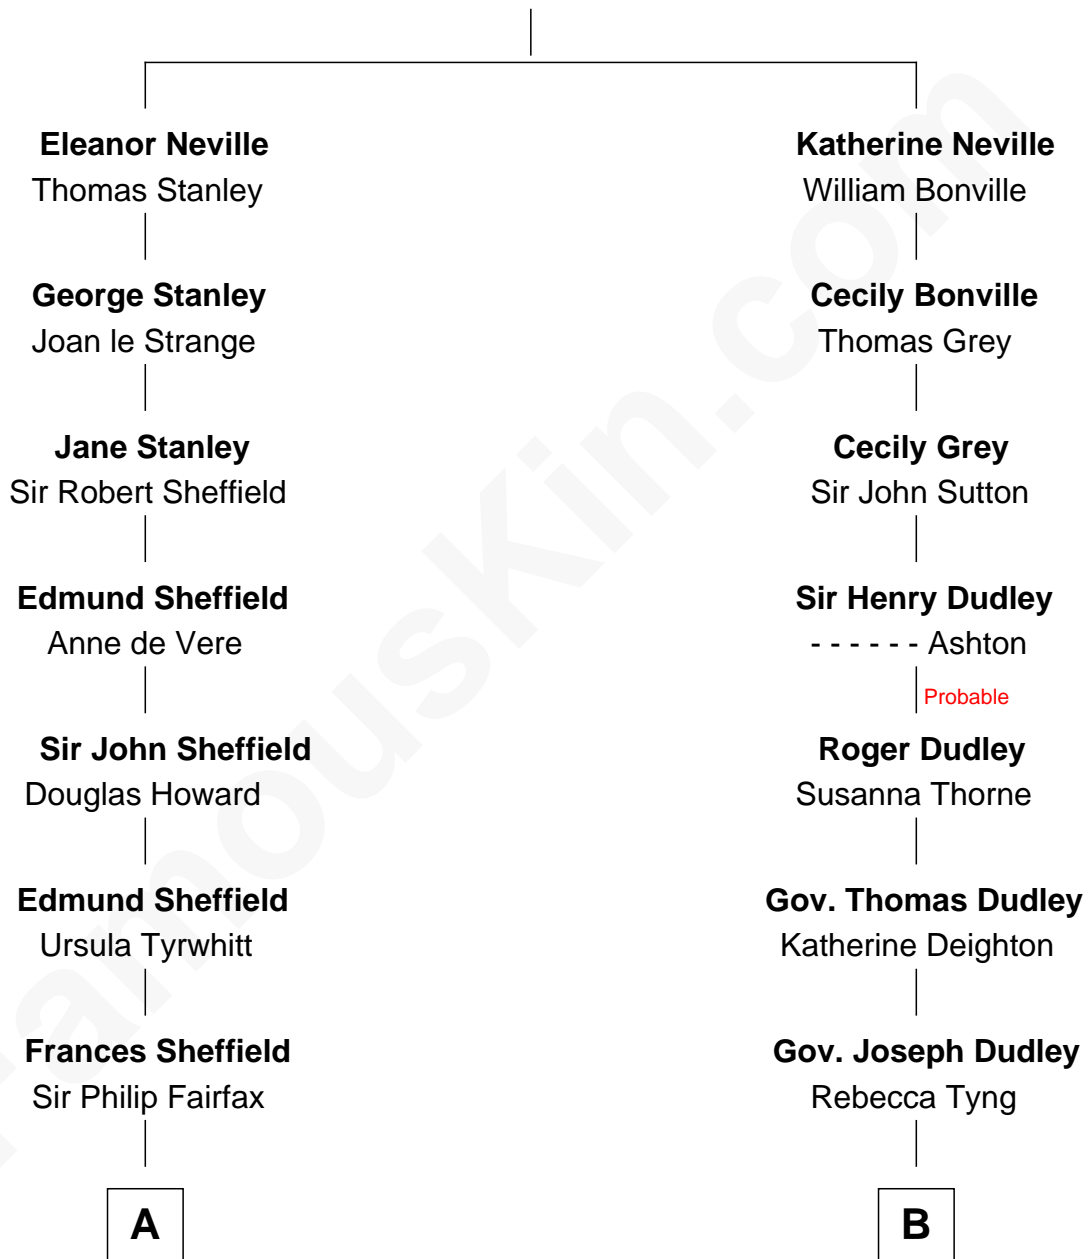 Eleanor Neville
Thomas Stanley
George Stanley
Joan le Strange
Jane Stanley
Sir Robert Sheffield
Edmund Sheffield
Anne de Vere
Sir John Sheffield
Douglas Howard
Edmund Sheffield
Ursula Tyrwhitt
Frances Sheffield
Sir Philip Fairfax
A
Katherine Neville
William Bonville
Cecily Bonville
Thomas Grey
Cecily Grey
Sir John Sutton
Sir Henry Dudley
- - - - - - Ashton
Probable
Roger Dudley
Susanna Thorne
Gov. Thomas Dudley
Katherine Deighton
Gov. Joseph Dudley
Rebecca Tyng
B
FamousKin.com